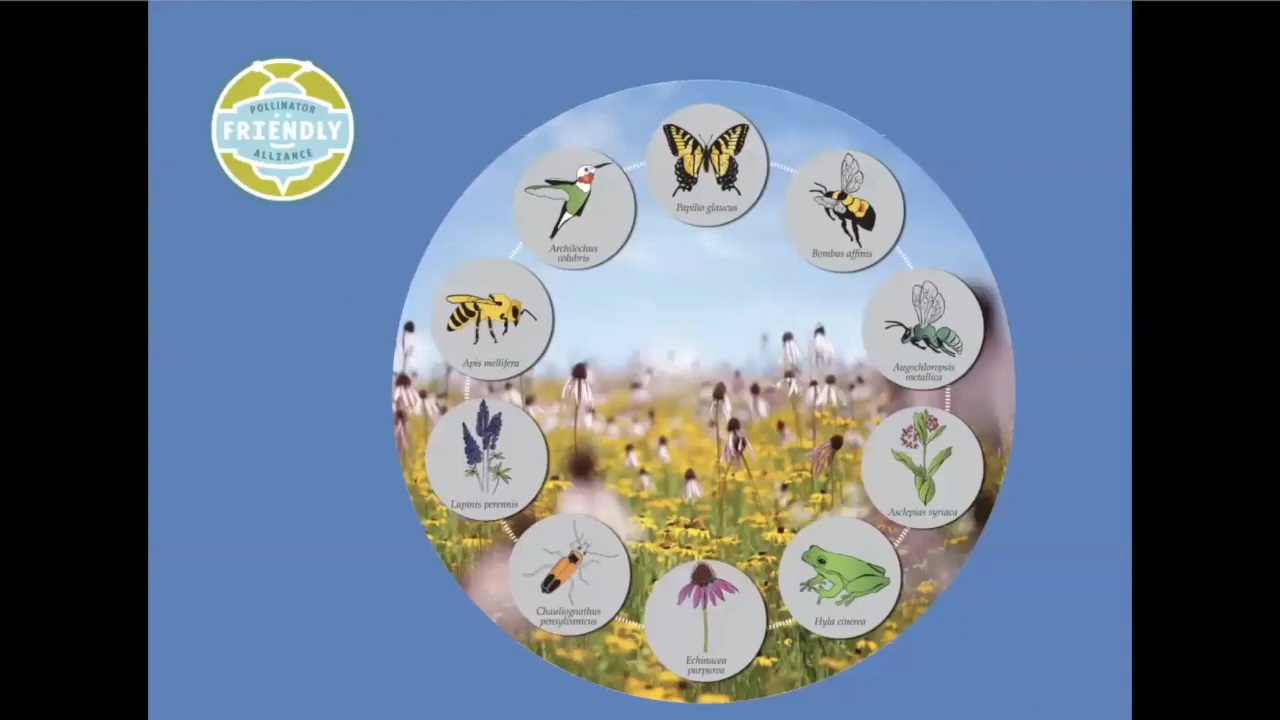 POLLINATOR
FRIENDLY
ALLIANCE
Papilio glaucus
Archilochus
colubris
Bombus affinis
Apis mellifera
Augochloropsis
metallica
Lupinis perennis
Asclepias syriaca
Chauliognathus
pensylvanicus
Hyla cinerea
Echinacea
purpurea